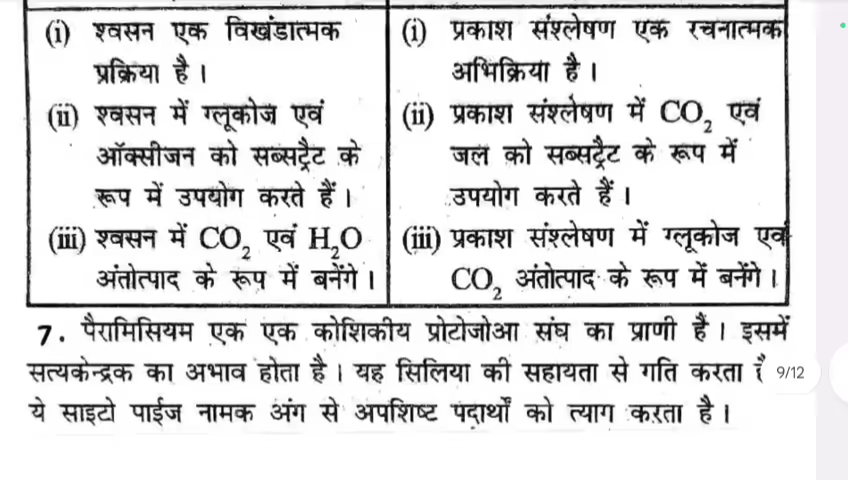 (i) श्वसन एक विखंडात्मक
प्रक्रिया है ।
(ii) श्वसन में ग्लूकोज एवं
ऑक्सीजन को सब्सट्रैट के
रूप में उपयोग करते हैं ।
(iii) श्वसन में CO₂ एवं H₂O
अंतोत्पाद के रूप में बनेंगे ।
(i) प्रकाश संश्लेषण एक रचनात्मक
अभिक्रिया है ।
(ii) प्रकाश संश्लेषण में CO₂ एवं
जल को सब्सट्रैट के रूप में
उपयोग करते हैं ।
(iii) प्रकाश संश्लेषण में ग्लूकोज एवं
CO₂ अंतोत्पाद के रूप में बनेंगे ।
7. पैरामिसियम एक एक कोशिकीय प्रोटोजोआ संघ का प्राणी है । इसमें
सत्यकेन्द्रक का अभाव होता है । यह सिलिया की सहायता से गति करता
9/12
ये साइटो पाईज नामक अंग से अपशिष्ट पदार्थों को त्याग करता है ।